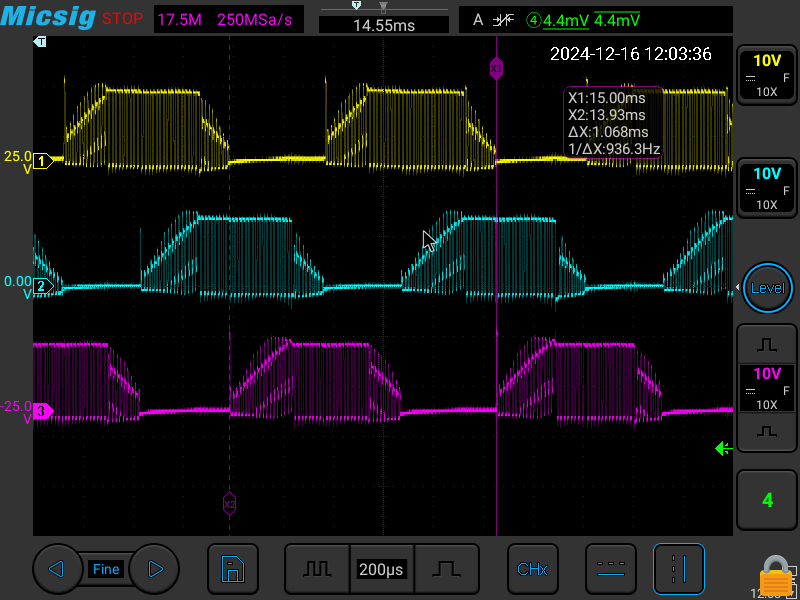 Micsig STOP 17.5M 250MSa/s T 14.55ms A 4 4.4mV 4.4mV
T
2024-12-16 12:03:36
10V
F
10X
X1
X1:15.00ms
X2:13.93ms
ΔX:1.068ms
1/ΔX:936.3Hz
25.0
V
1
10V
F
10X
0.00
V
2
Level
10V
F
10X
-25.0
V
3
X2
4
Fine
200µs
CHx